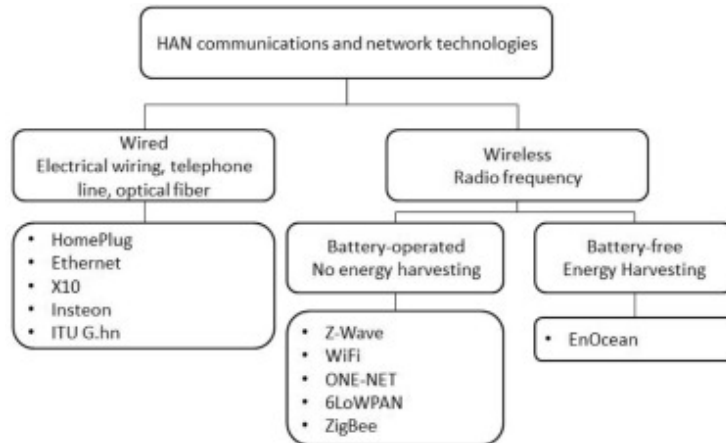 HAN communications and network technologies
Wired
Electrical wiring, telephone
line, optical fiber
Wireless
Radio frequency
• HomePlug
• Ethernet
• X10
• Insteon
• ITU G.hn
Battery-operated
No energy harvesting
Battery-free
Energy Harvesting
• Z-Wave
• WiFi
• ONE-NET
• 6LoWPAN
• ZigBee
• EnOcean